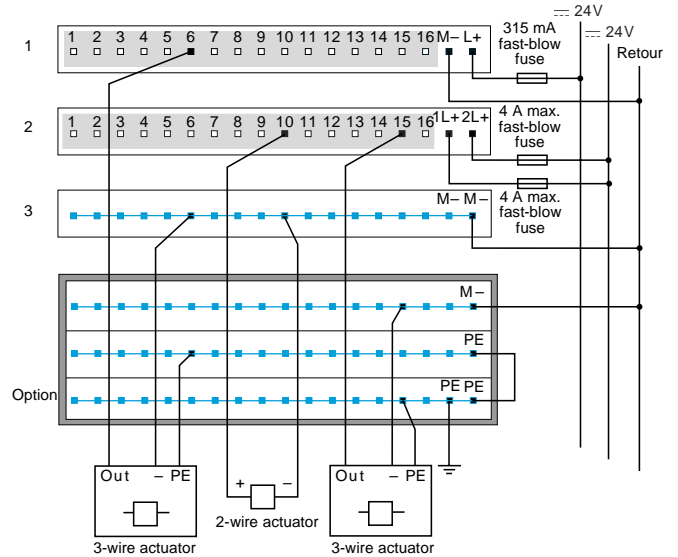 ⎓ 24V
⎓ 24V
Retour
1
1 2 3 4 5 6 7 8 9 10 11 12 13 14 15 16 M– L+
315 mA
fast-blow
fuse
2
1 2 3 4 5 6 7 8 9 10 11 12 13 14 15 16 1L+ 2L+
4 A max.
fast-blow
fuse
3
M– M–
4 A max.
fast-blow
fuse
M–
PE
Option
PE PE
Out – PE
3-wire actuator
+ –
2-wire actuator
Out – PE
3-wire actuator